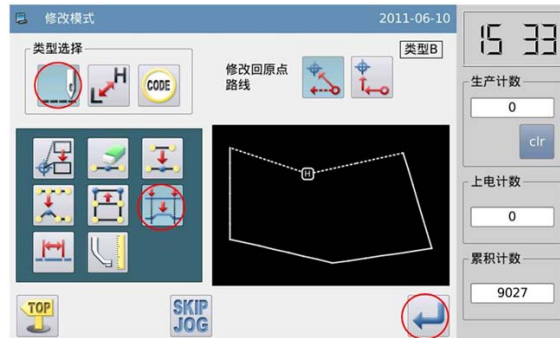 修改模式
2011-06-10
15 33
类型选择
L H
CODE
修改回原点
路线
类型B
生产计数
0
clr
上电计数
0
累积计数
9027
H
TOP
SKIP
JOG